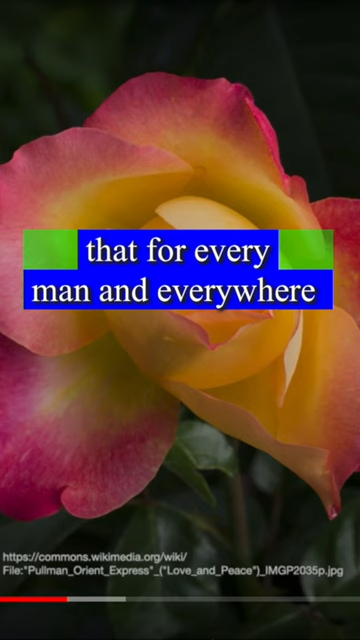 that for every
man and everywhere
https://commons.wikimedia.org/wiki/
File:"Pullman_Orient_Express"_("Love_and_Peace")_IMGP2035p.jpg